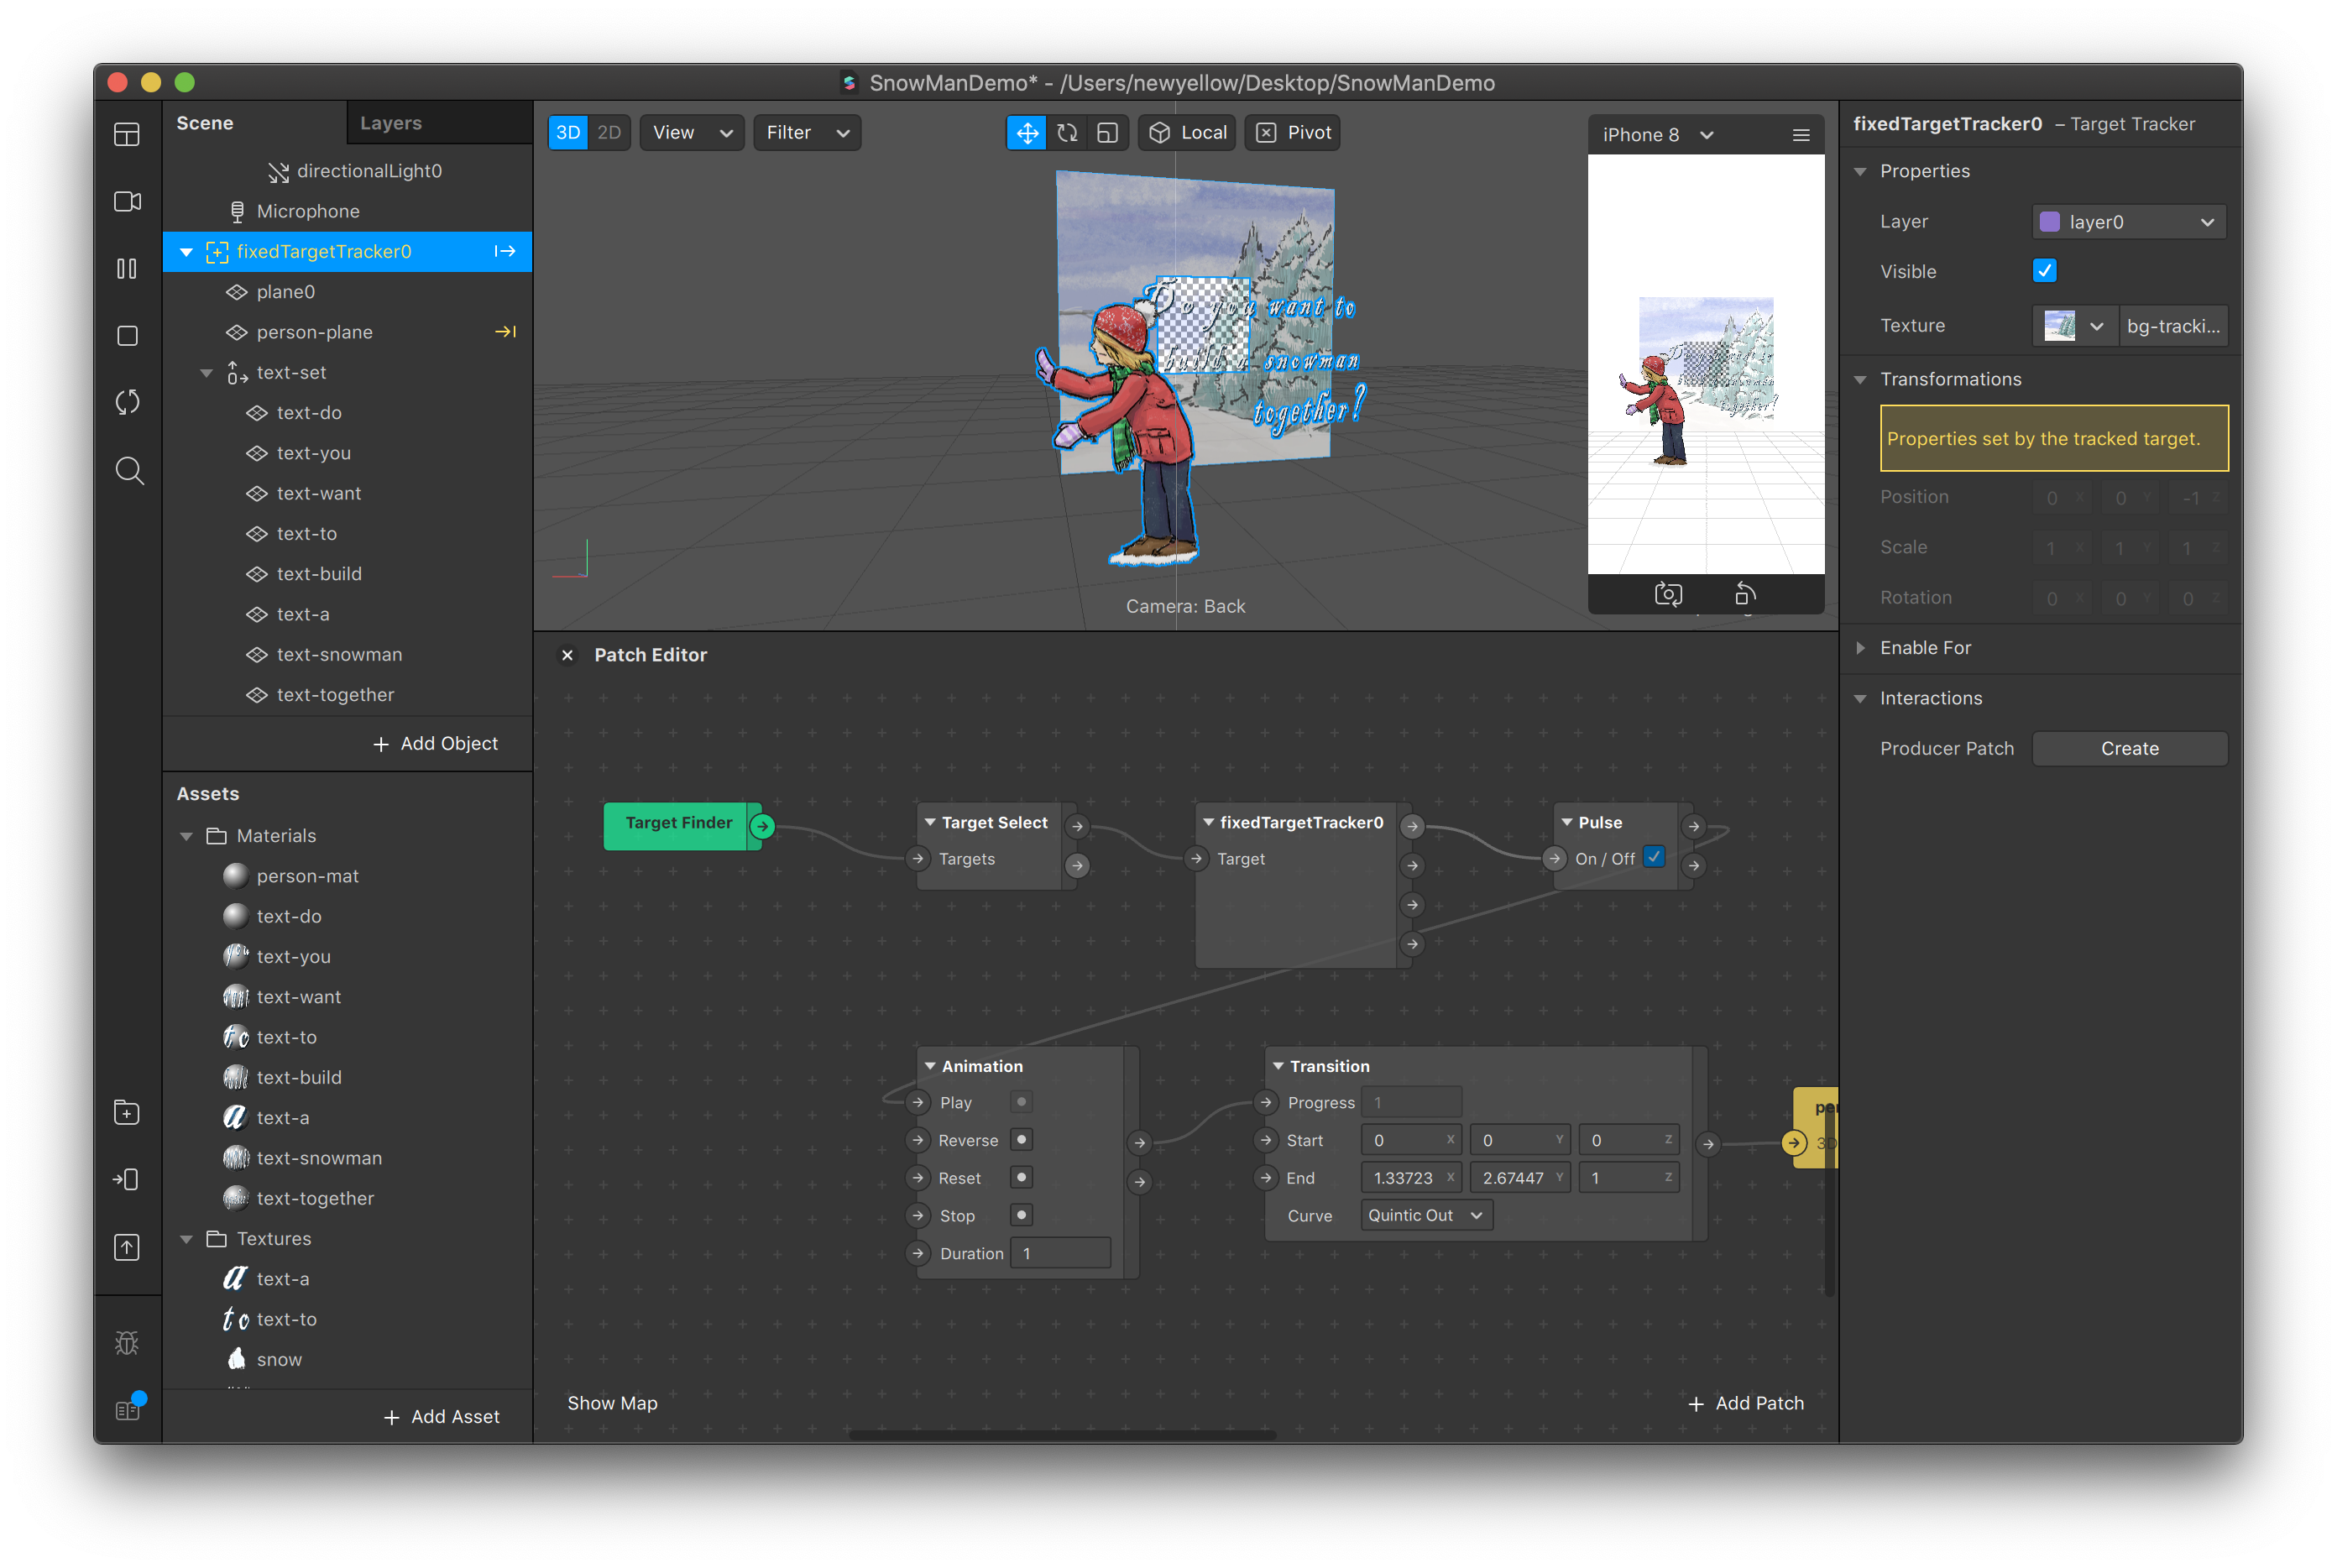 SnowManDemo* - /Users/newyellow/Desktop/SnowManDemo
Scene
Layers
directionalLight0
Microphone
fixedTargetTracker0
plane0
person-plane
text-set
text-do
text-you
text-want
text-to
text-build
text-a
text-snowman
text-together
+ Add Object
Assets
Materials
person-mat
text-do
text-you
text-want
text-to
text-build
text-a
text-snowman
text-together
Textures
text-a
text-to
snow
+ Add Asset
3D 2D View Filter Local Pivot
Do you want to
build a snowman
together?
Camera: Back
iPhone 8
Patch Editor
Target Finder
Target Select
Targets
fixedTargetTracker0
Target
Pulse
On / Off
Animation
Play
Reverse
Reset
Stop
Duration 1
Transition
Progress 1
Start 0 X 0 Y 0 Z
End 1.33723 X 2.67447 Y 1 Z
Curve Quintic Out
per
3D
Show Map
+ Add Patch
fixedTargetTracker0 – Target Tracker
Properties
Layer layer0
Visible
Texture bg-tracki...
Transformations
Properties set by the tracked target.
Position 0 X 0 Y -1 Z
Scale 1 X 1 Y 1 Z
Rotation 0 X 0 Y 0 Z
Enable For
Interactions
Producer Patch Create